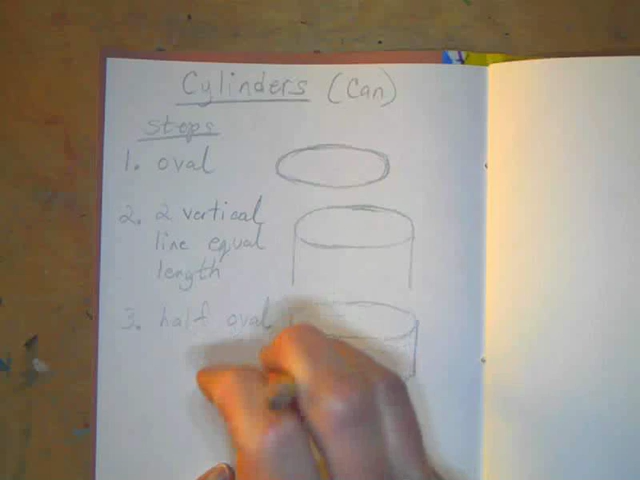 Cylinders (Can)
Steps
1. oval
2. 2 vertical
line equal
length
3. half oval